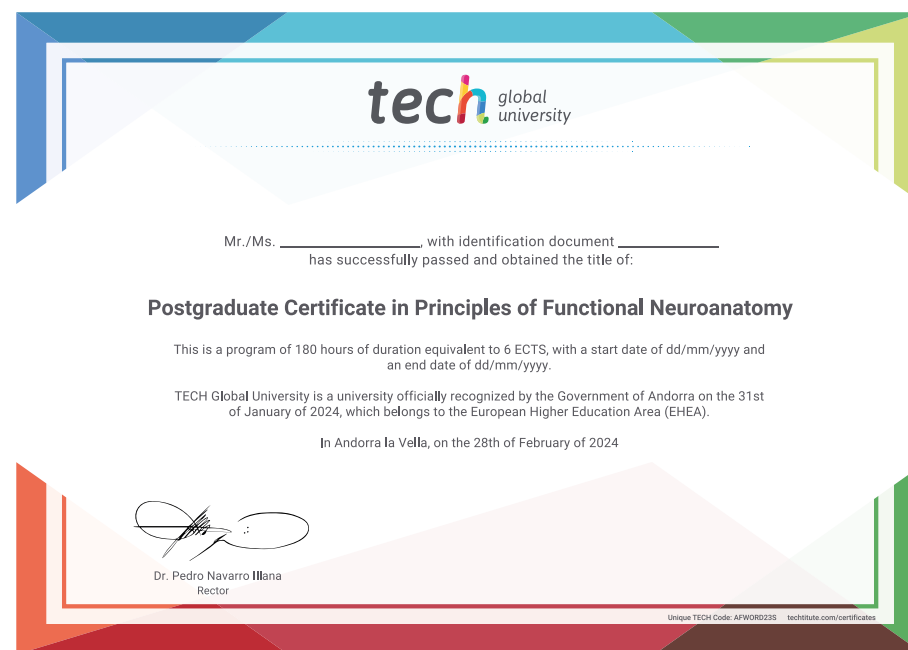 tech global
university
Mr./Ms. ____________, with identification document ____________
has successfully passed and obtained the title of:
Postgraduate Certificate in Principles of Functional Neuroanatomy
This is a program of 180 hours of duration equivalent to 6 ECTS, with a start date of dd/mm/yyyy and
an end date of dd/mm/yyyy.
TECH Global University is a university officially recognized by the Government of Andorra on the 31st
of January of 2024, which belongs to the European Higher Education Area (EHEA).
In Andorra la Vella, on the 28th of February of 2024
Dr. Pedro Navarro Illana
Rector
Unique TECH Code: AFWORD23S techtitute.com/certificates